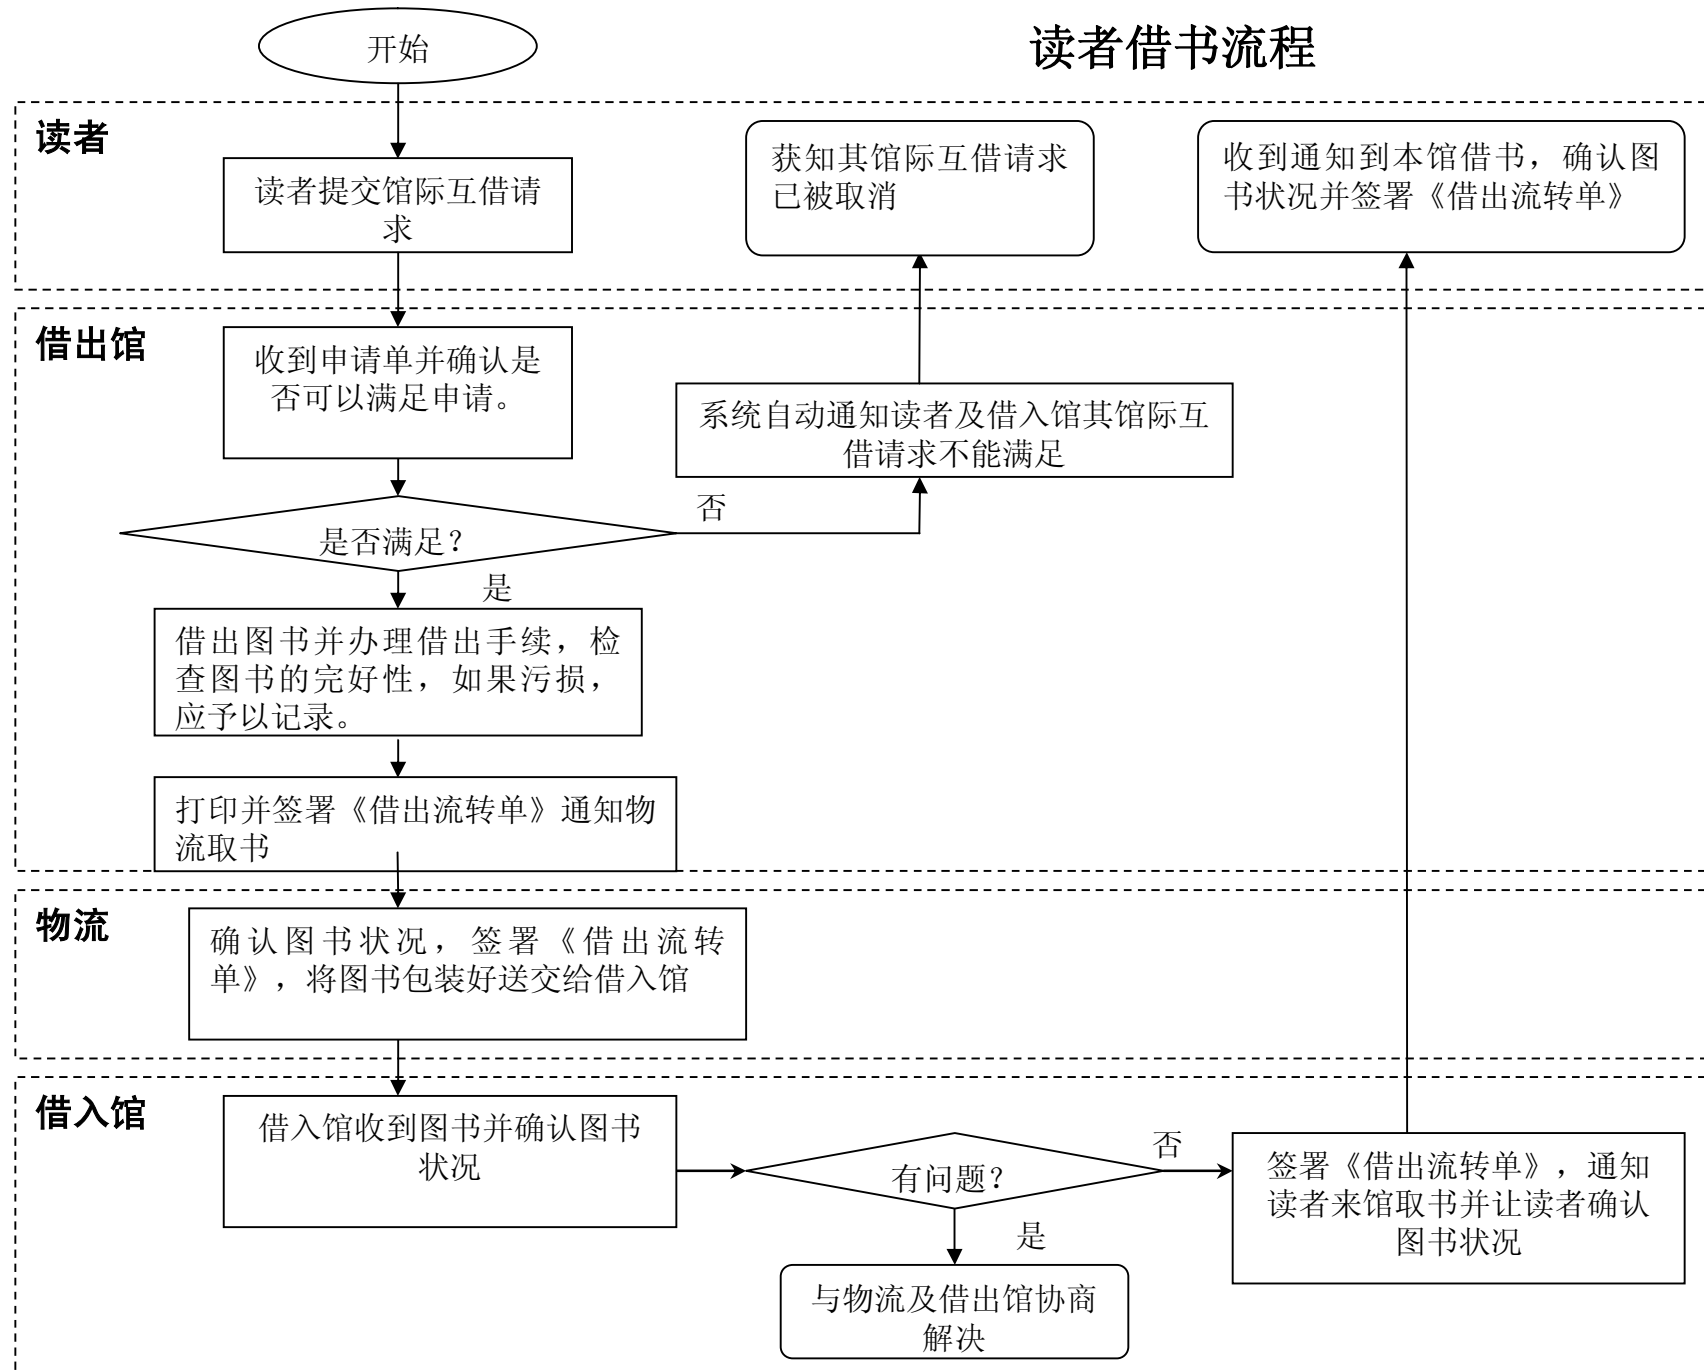 开始
读者借书流程
读者
读者提交馆际互借请
求
获知其馆际互借请求
已被取消
收到通知到本馆借书，确认图
书状况并签署《借出流转单》
借出馆
收到申请单并确认是
否可以满足申请。
系统自动通知读者及借入馆其馆际互
借请求不能满足
是否满足？
否
是
借出图书并办理借出手续，检
查图书的完好性，如果污损，
应予以记录。
打印并签署《借出流转单》通知物
流取书
物流
确认图书状况，签署《借出流转
单》，将图书包装好送交给借入馆
借入馆
借入馆收到图书并确认图书
状况
有问题？
否
是
签署《借出流转单》，通知
读者来馆取书并让读者确认
图书状况
与物流及借出馆协商
解决